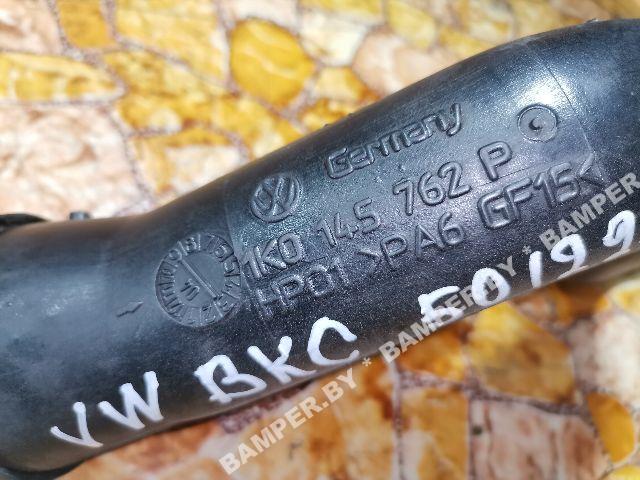 Germany
1K0 145 762 P
HP01 >PA6 GF15<
VW BKC 50199
BAMPER.BY * BAMPER.BY * BAMPER